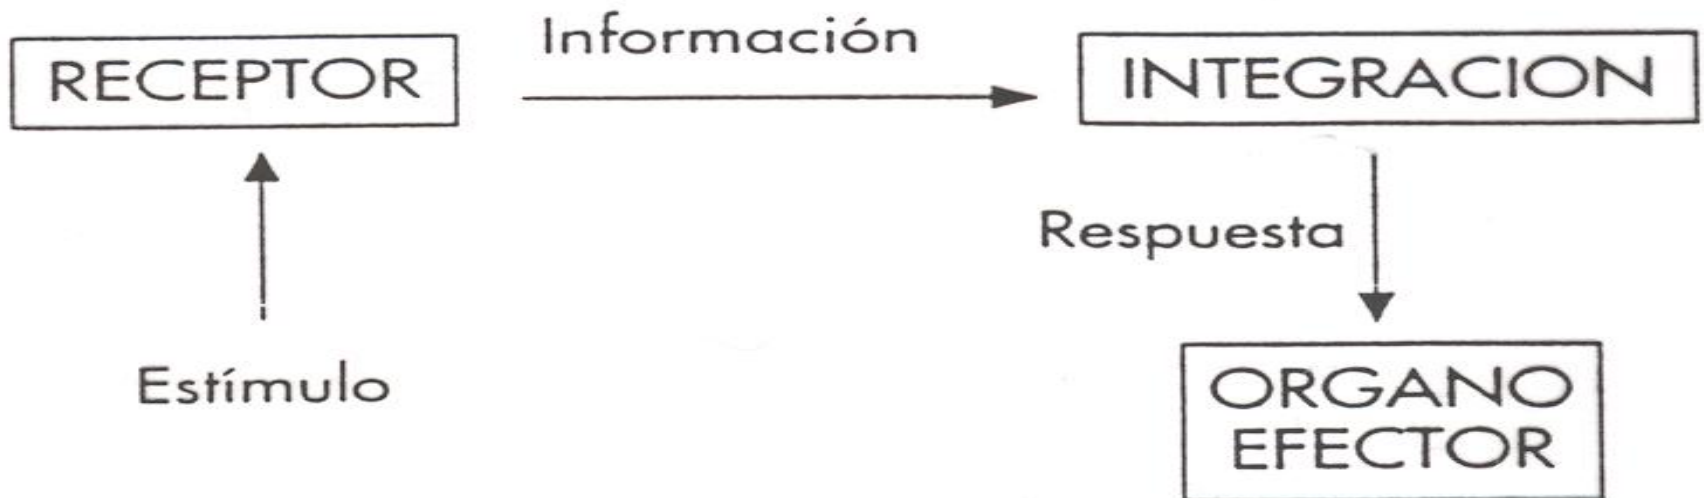 Información
RECEPTOR
INTEGRACION
Respuesta
Estímulo
ORGANO
EFECTOR